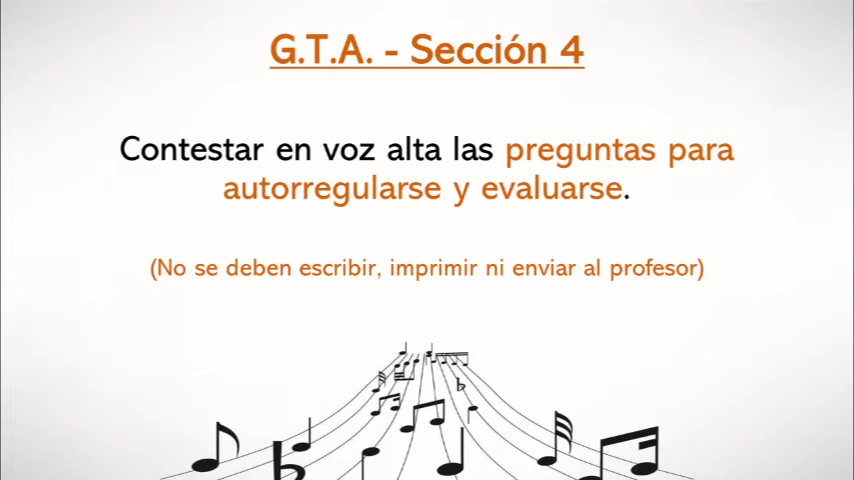 G.T.A. - Sección 4
Contestar en voz alta las preguntas para
autorregularse y evaluarse.
(No se deben escribir, imprimir ni enviar al profesor)